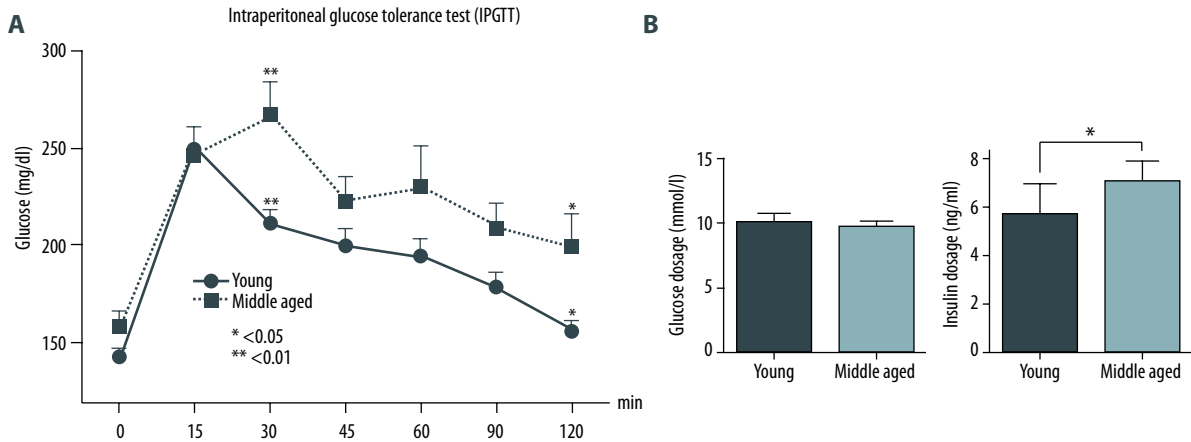 A
Intraperitoneal glucose tolerance test (IPGTT)
Glucose (mg/dl)
300
250
200
150
**
**
*
*
Young
Middle aged
* <0.05
** <0.01
0 15 30 45 60 90 120
min
B
Glucose dosage (mmol/l)
15
10
5
0
Young Middle aged
Insulin dosage (ng/ml)
8
6
4
2
0
*
Young Middle aged